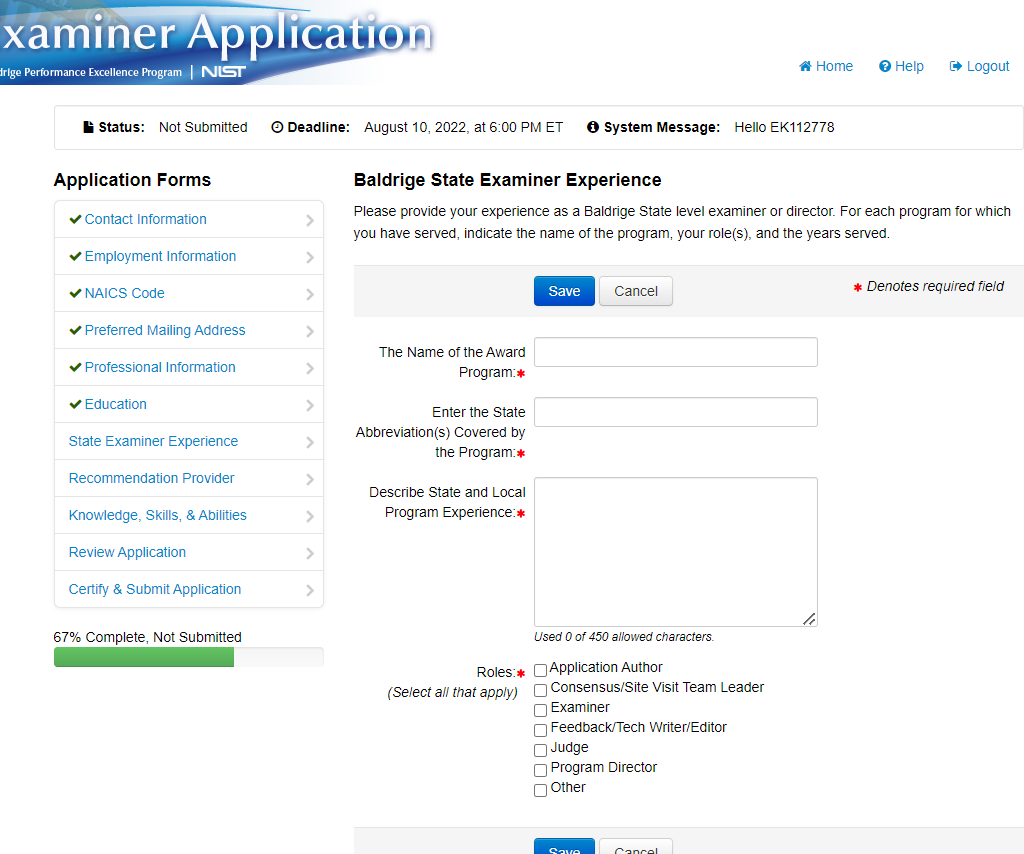 xaminer Application
drige Performance Excellence Program | NIST
Home Help Logout
Status: Not Submitted Deadline: August 10, 2022, at 6:00 PM ET System Message: Hello EK112778
Application Forms
Contact Information
Employment Information
NAICS Code
Preferred Mailing Address
Professional Information
Education
State Examiner Experience
Recommendation Provider
Knowledge, Skills, & Abilities
Review Application
Certify & Submit Application
67% Complete, Not Submitted
Baldrige State Examiner Experience
Please provide your experience as a Baldrige State level examiner or director. For each program for which
you have served, indicate the name of the program, your role(s), and the years served.
Save Cancel * Denotes required field
The Name of the Award
Program:*
Enter the State
Abbreviation(s) Covered by
the Program:*
Describe State and Local
Program Experience:*
Used 0 of 450 allowed characters.
Roles:*
(Select all that apply)
Application Author
Consensus/Site Visit Team Leader
Examiner
Feedback/Tech Writer/Editor
Judge
Program Director
Other
Save Cancel